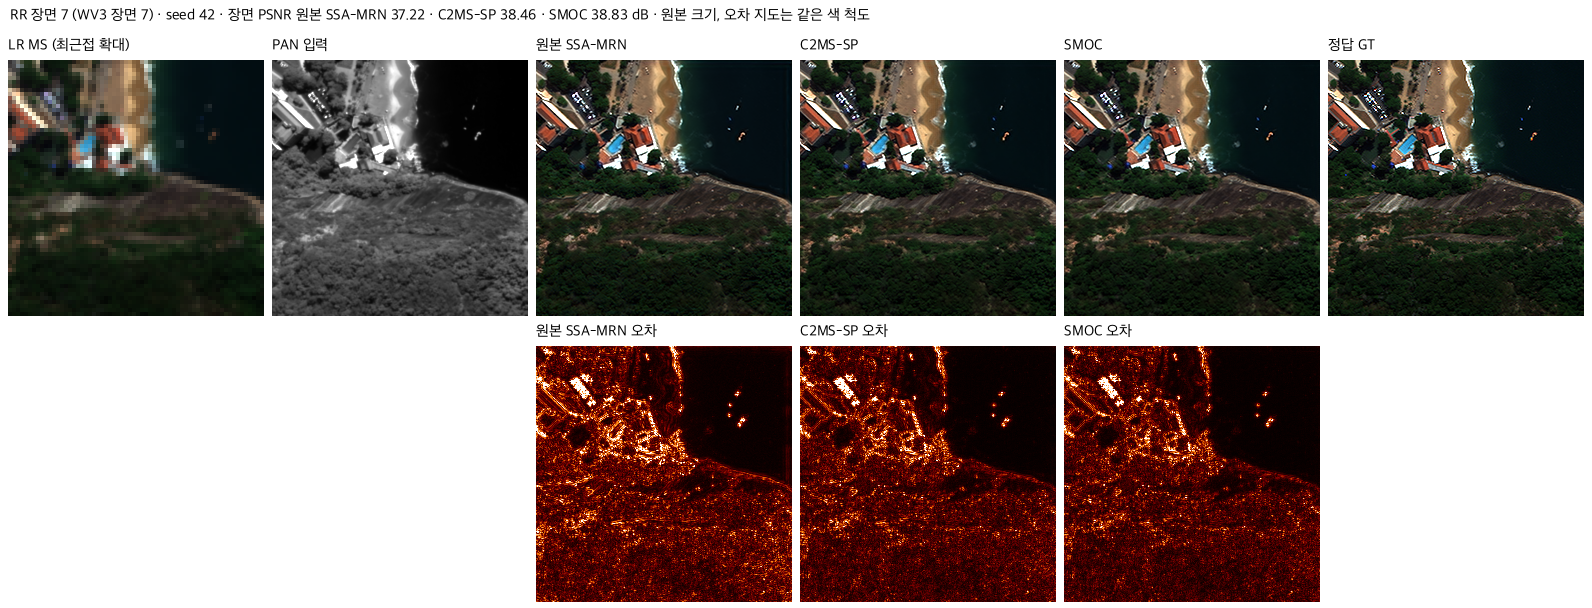 RR 장면 7 (WV3 장면 7) · seed 42 · 장면 PSNR 원본 SSA-MRN 37.22 · C2MS-SP 38.46 · SMOC 38.83 dB · 원본 크기, 오차 지도는 같은 색 척도
LR MS (최근접 확대)
PAN 입력
원본 SSA-MRN
C2MS-SP
SMOC
정답 GT
원본 SSA-MRN 오차
C2MS-SP 오차
SMOC 오차